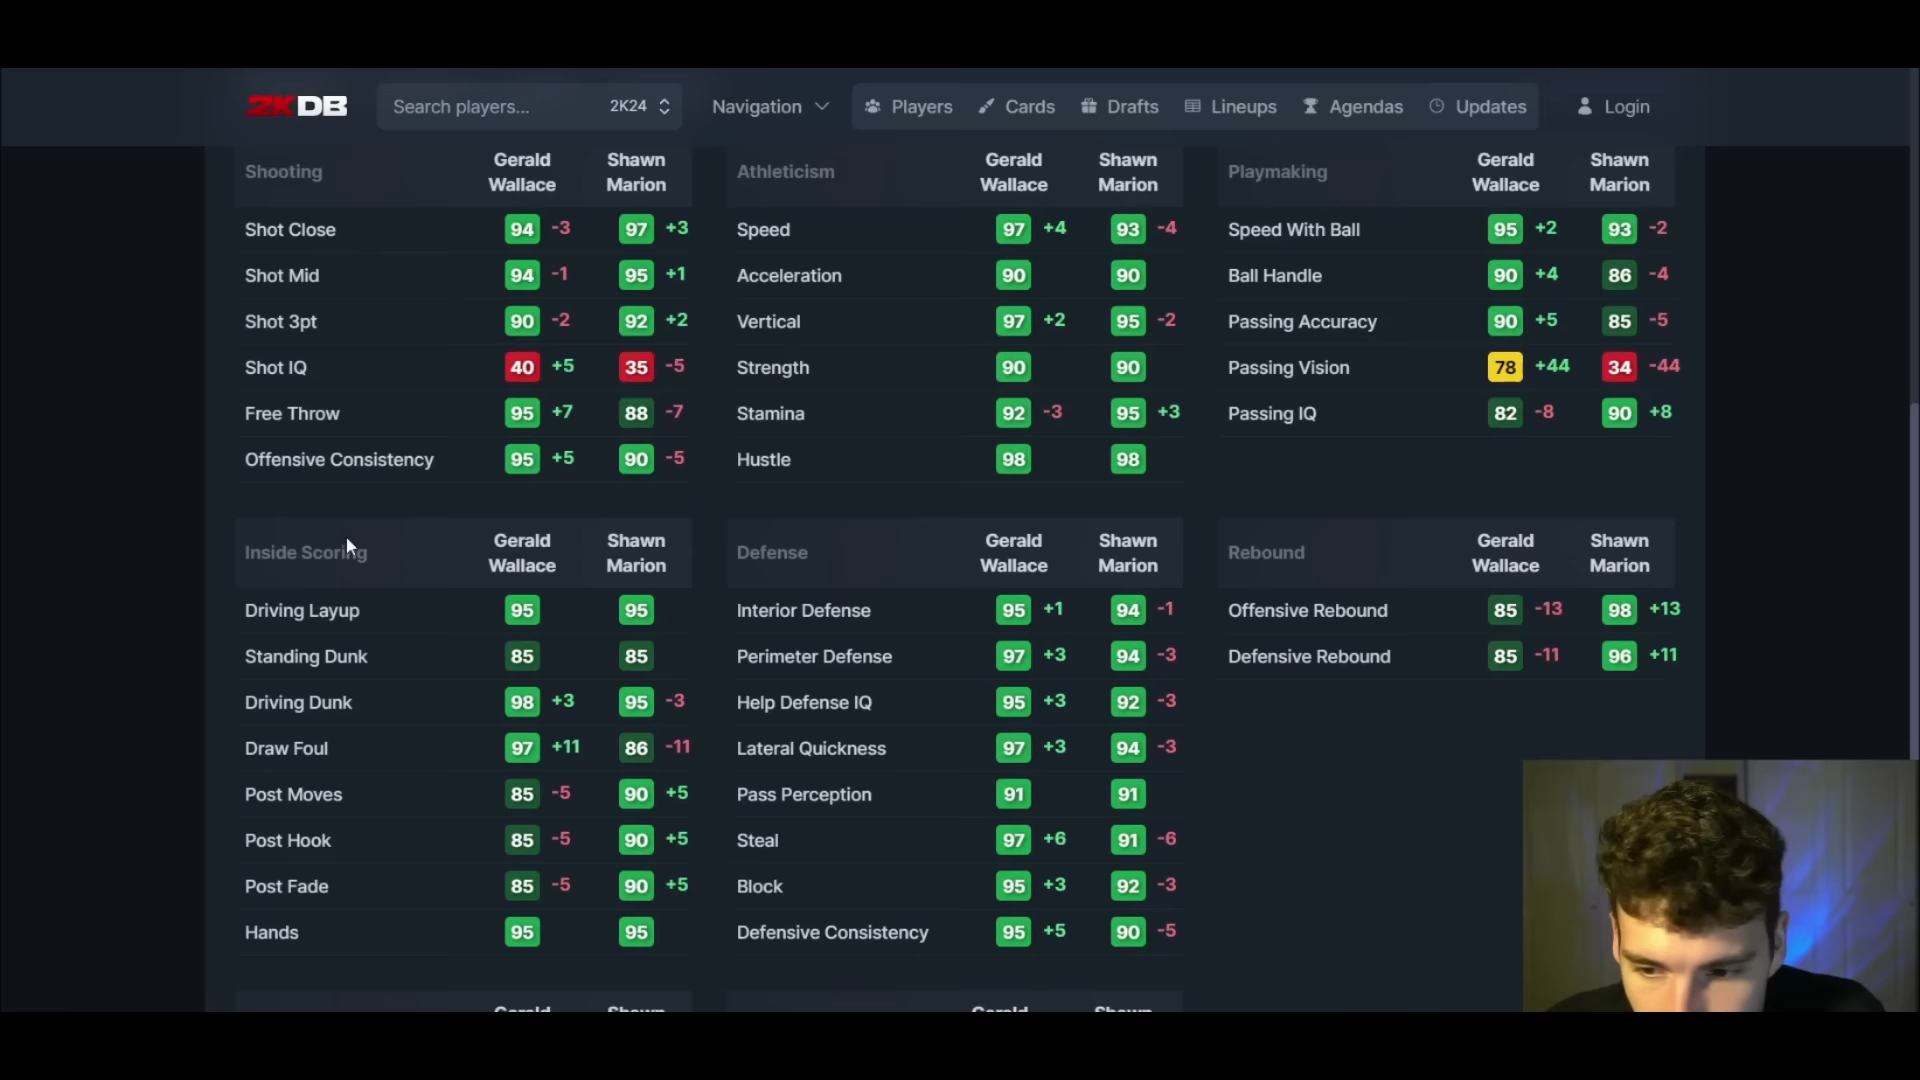 2KDB
Search players... 2K24
Navigation
Players Cards Drafts Lineups Agendas Updates
Login
Shooting Gerald Wallace Shawn Marion
Shot Close 94 -3 97 +3
Shot Mid 94 -1 95 +1
Shot 3pt 90 -2 92 +2
Shot IQ 40 +5 35 -5
Free Throw 95 +7 88 -7
Offensive Consistency 95 +5 90 -5
Athleticism Gerald Wallace Shawn Marion
Speed 97 +4 93 -4
Acceleration 90 90
Vertical 97 +2 95 -2
Strength 90 90
Stamina 92 -3 95 +3
Hustle 98 98
Playmaking Gerald Wallace Shawn Marion
Speed With Ball 95 +2 93 -2
Ball Handle 90 +4 86 -4
Passing Accuracy 90 +5 85 -5
Passing Vision 78 +44 34 -44
Passing IQ 82 -8 90 +8
Inside Scoring Gerald Wallace Shawn Marion
Driving Layup 95 95
Standing Dunk 85 85
Driving Dunk 98 +3 95 -3
Draw Foul 97 +11 86 -11
Post Moves 85 -5 90 +5
Post Hook 85 -5 90 +5
Post Fade 85 -5 90 +5
Hands 95 95
Defense Gerald Wallace Shawn Marion
Interior Defense 95 +1 94 -1
Perimeter Defense 97 +3 94 -3
Help Defense IQ 95 +3 92 -3
Lateral Quickness 97 +3 94 -3
Pass Perception 91 91
Steal 97 +6 91 -6
Block 95 +3 92 -3
Defensive Consistency 95 +5 90 -5
Rebound Gerald Wallace Shawn Marion
Offensive Rebound 85 -13 98 +13
Defensive Rebound 85 -11 96 +11
Gerald Shawn
Gerald Shawn